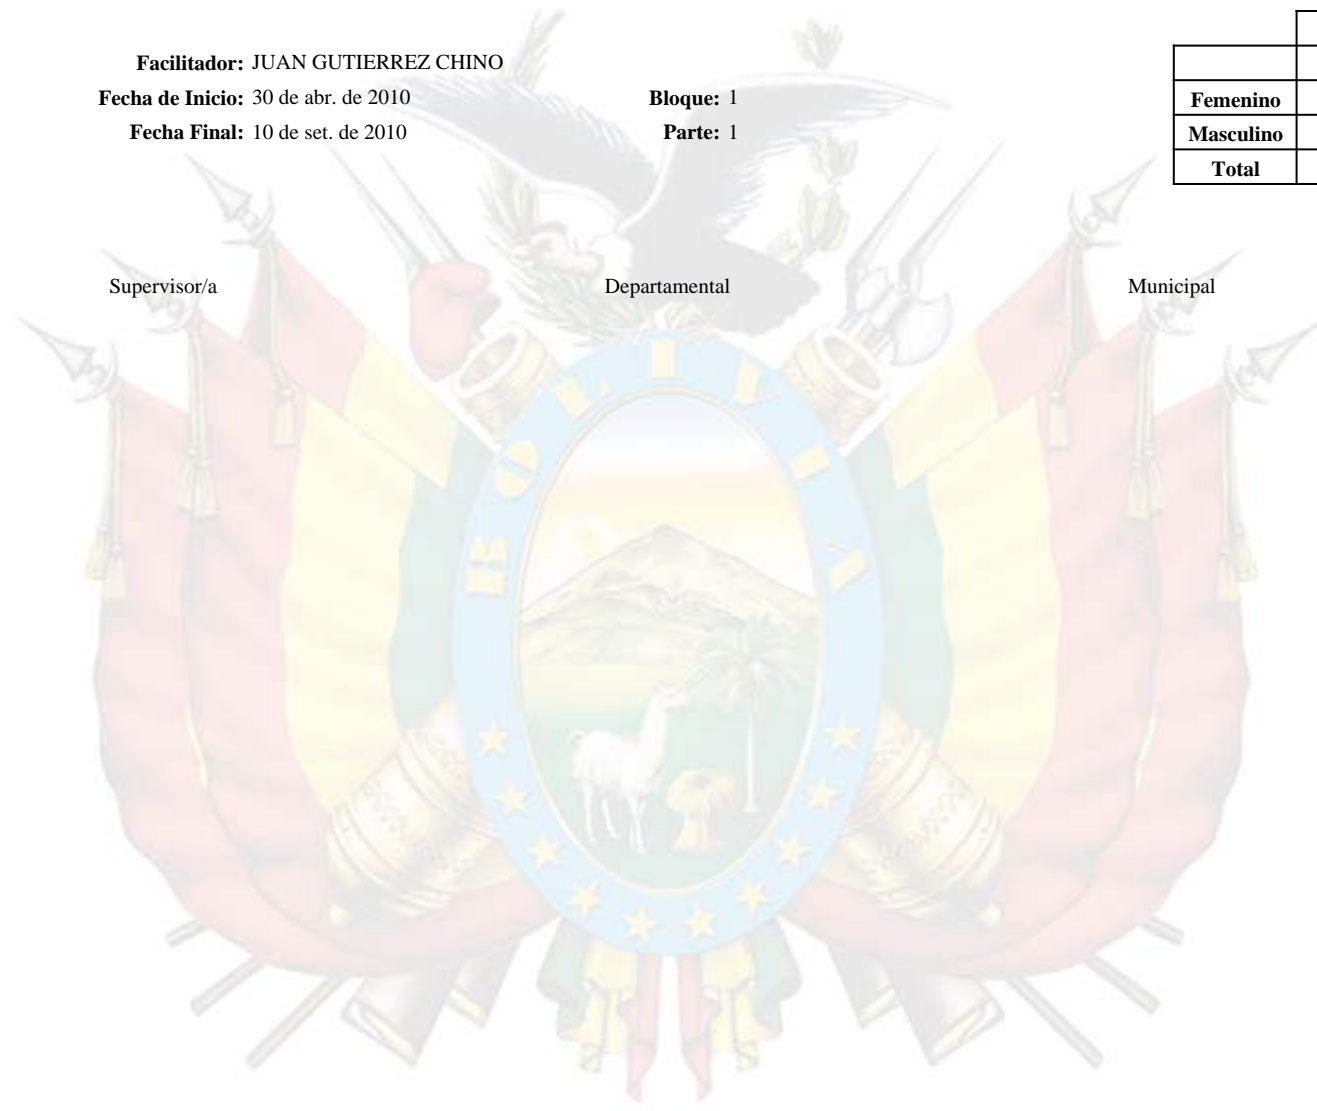 Facilitador: JUAN GUTIERREZ CHINO
Fecha de Inicio: 30 de abr. de 2010 Bloque: 1
Femenino
Fecha Final: 10 de set. de 2010 Parte: 1
Masculino
Total
Supervisor/a Departamental Municipal
BOLIVIA